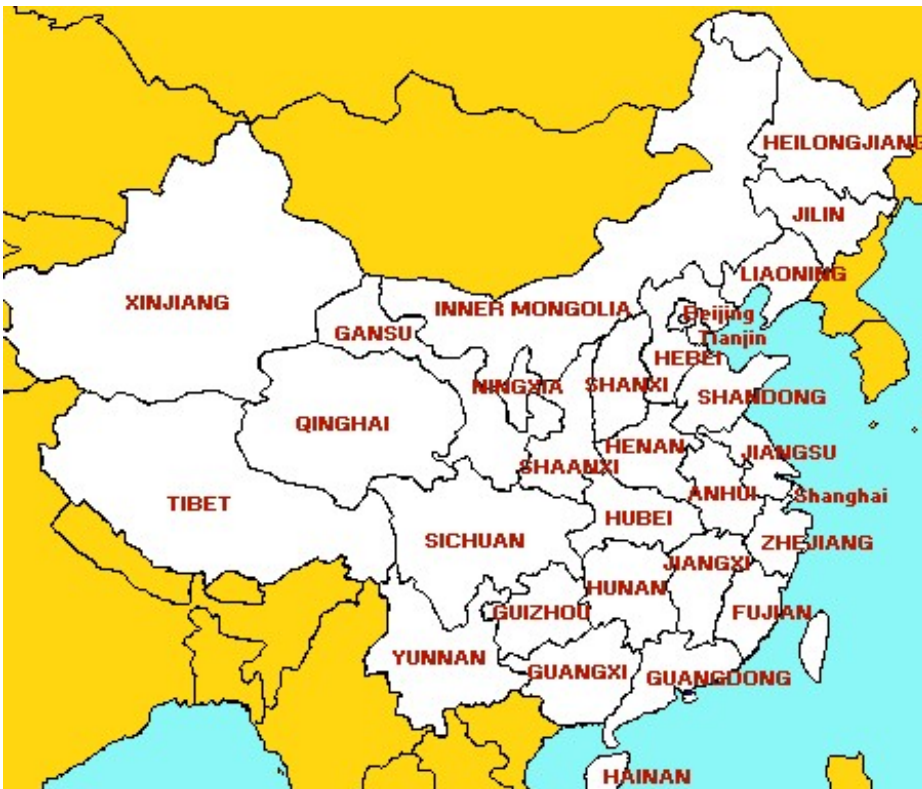 HEILONGJIANG
JILIN
LIAONING
XINJIANG
INNER MONGOLIA
Beijing
GANSU
Tianjin
HEBEI
NINGXIA
SHANXI
SHANDONG
QINGHAI
HENAN
JIANGSU
SHAANXI
ANHUI
Shanghai
TIBET
HUBEI
SICHUAN
ZHEJIANG
JIANGXI
HUNAN
GUIZHOU
FUJIAN
YUNNAN
GUANGXI
GUANGDONG
HAINAN